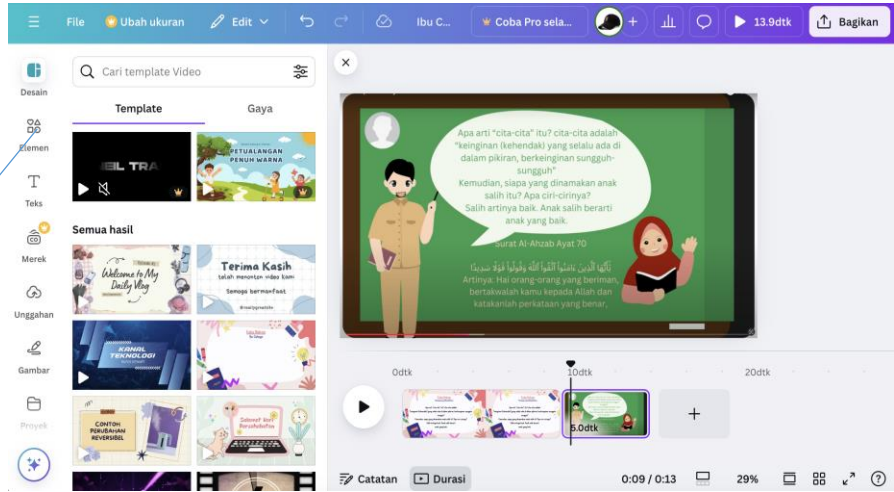 File
Ubah ukuran
Edit
Ibu C...
Coba Pro sela...
13.9dtk
Bagikan
Desain
Elemen
Teks
Merek
Unggahan
Gambar
Proyek
Cari template Video
Template
Gaya
EIL TRA
PETUALANGAN
PENUH WARNA
Semua hasil
Welcome to My
Daily Vlog
Terima Kasih
telah menonton video kami
Semoga bermanfaat
KANAL
TEKNOLOGI
CONTOH
PERUBAHAN
REVERSIBEL
Selamat Hari
Apa arti "cita-cita" itu? cita-cita adalah
"keinginan (kehendak) yang selalu ada di
dalam pikiran, berkeinginan sungguh-
sungguh"
Kemudian, siapa yang dinamakan anak
salih itu? Apa ciri-cirinya?
Salih artinya baik. Anak salih berarti
anak yang baik.
Surat Al-Ahzab Ayat 70
يَٰٓأَيُّهَا ٱلَّذِينَ ءَامَنُوا۟ ٱتَّقُوا۟ ٱللَّهَ وَقُولُوا۟ قَوْلًا سَدِيدًا
Artinya: Hai orang-orang yang beriman,
bertakwalah kamu kepada Allah dan
katakanlah perkataan yang benar,
0dtk
10dtk
20dtk
5.0dtk
Catatan
Durasi
0:09 / 0:13
29%